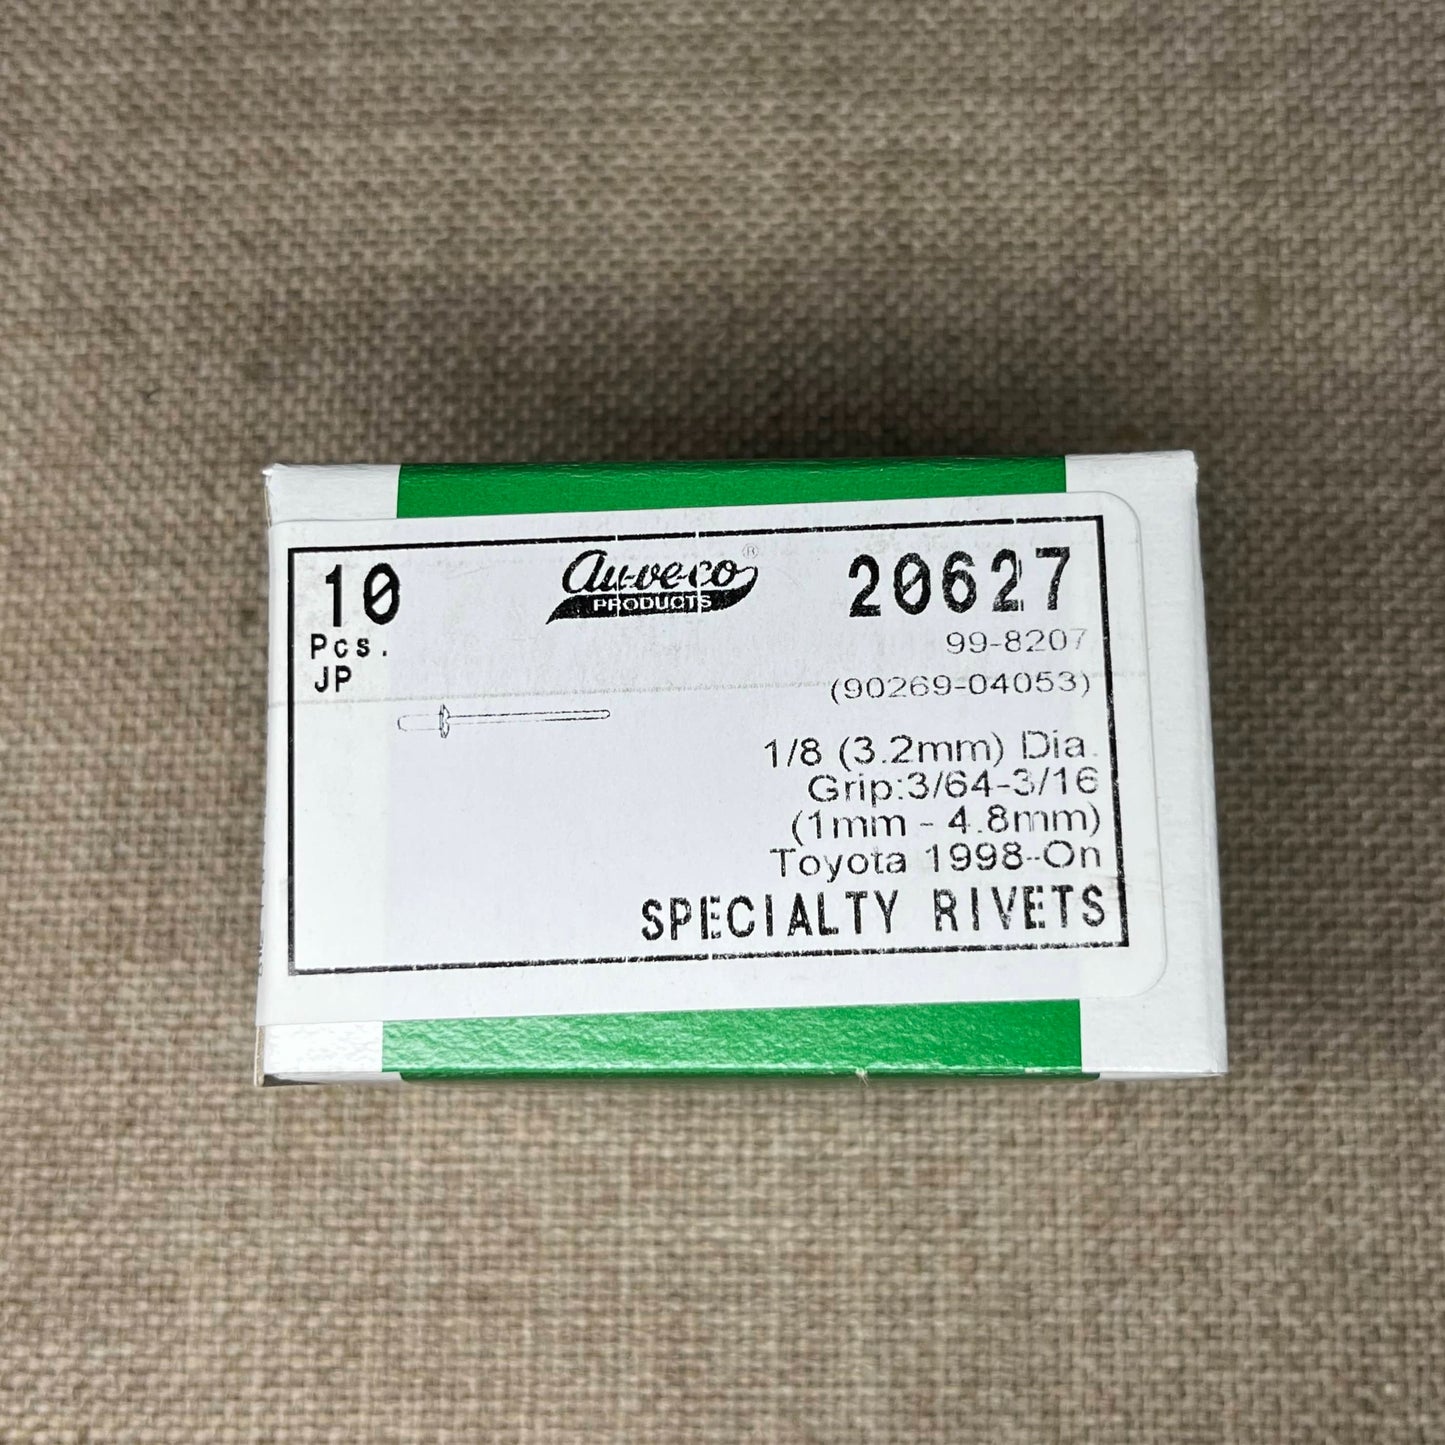 10
Pcs.
JP
Au-ve-co®
PRODUCTS
20627
99-8207
(90269-04053)
1/8 (3.2mm) Dia.
Grip:3/64-3/16
(1mm - 4.8mm)
Toyota 1998-On
SPECIALTY RIVETS